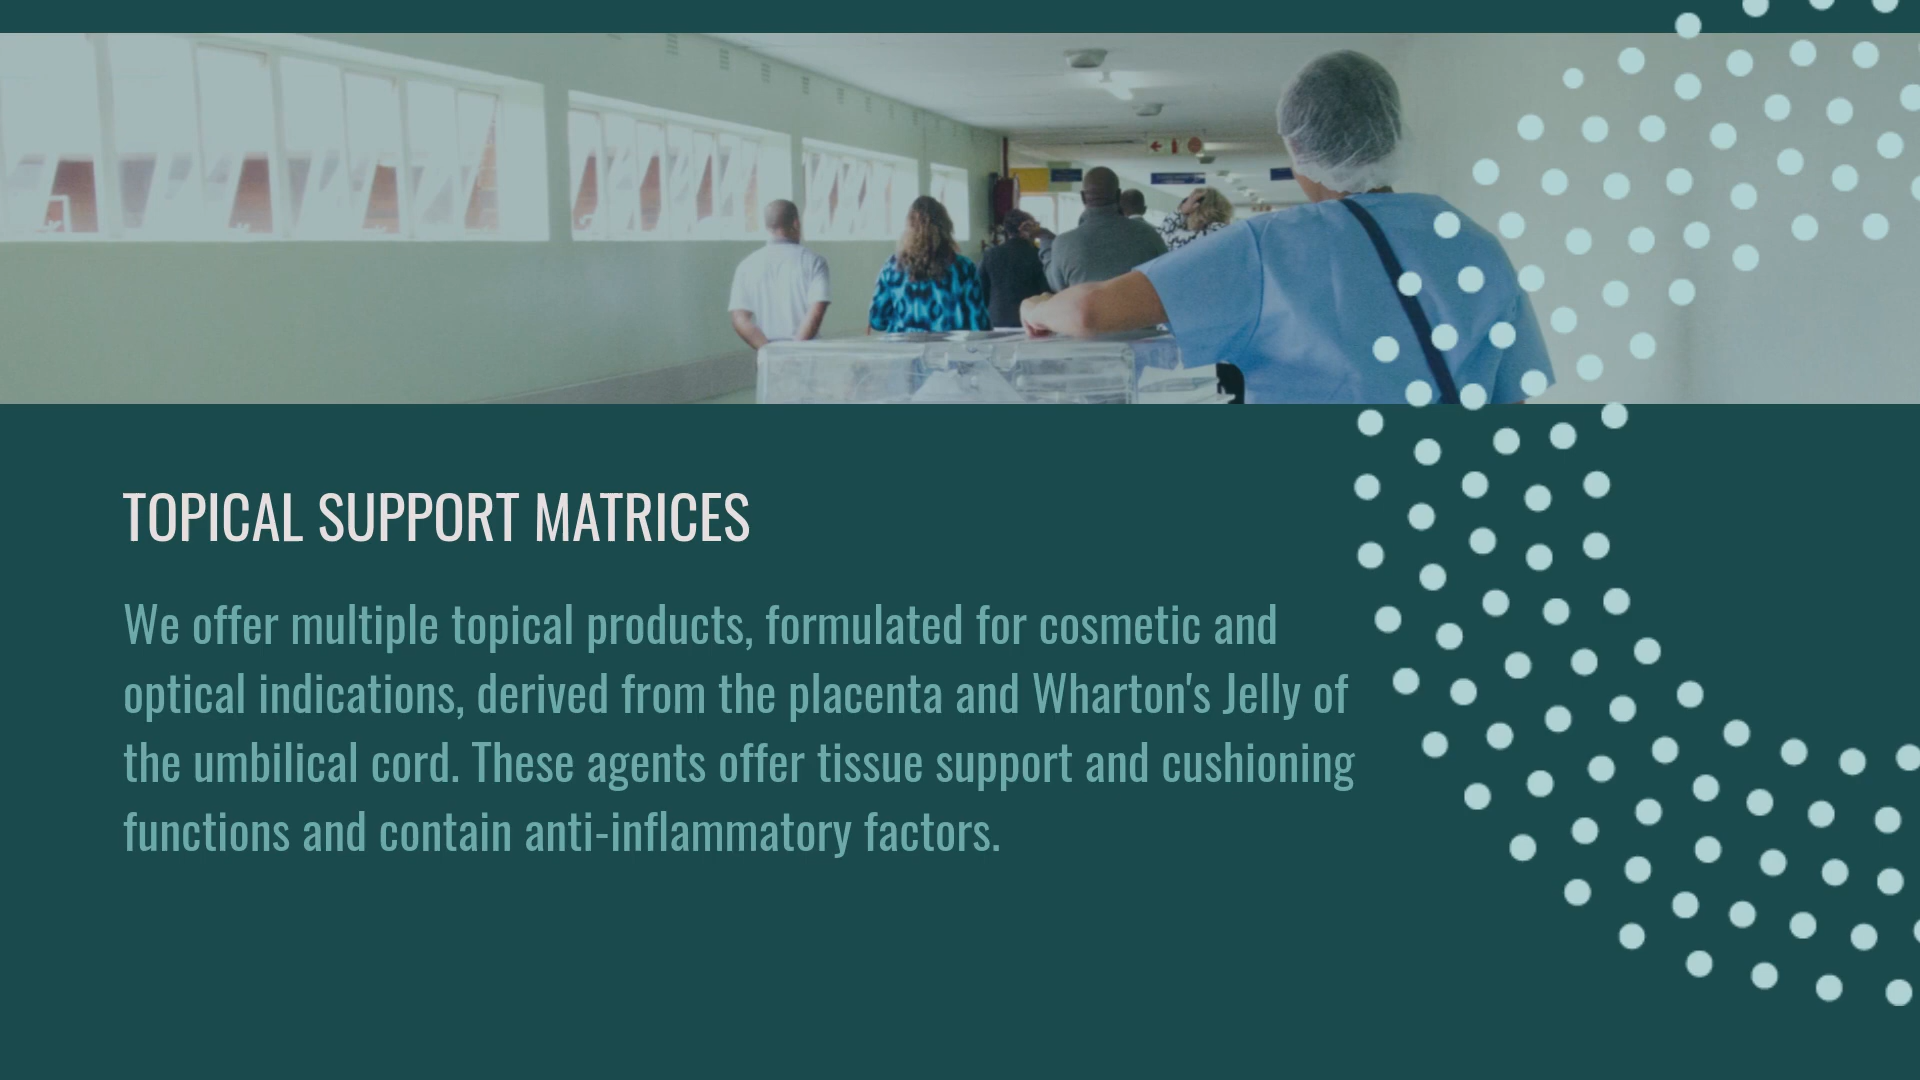 TOPICAL SUPPORT MATRICES
We offer multiple topical products, formulated for cosmetic and
optical indications, derived from the placenta and Wharton's Jelly of
the umbilical cord. These agents offer tissue support and cushioning
functions and contain anti-inflammatory factors.